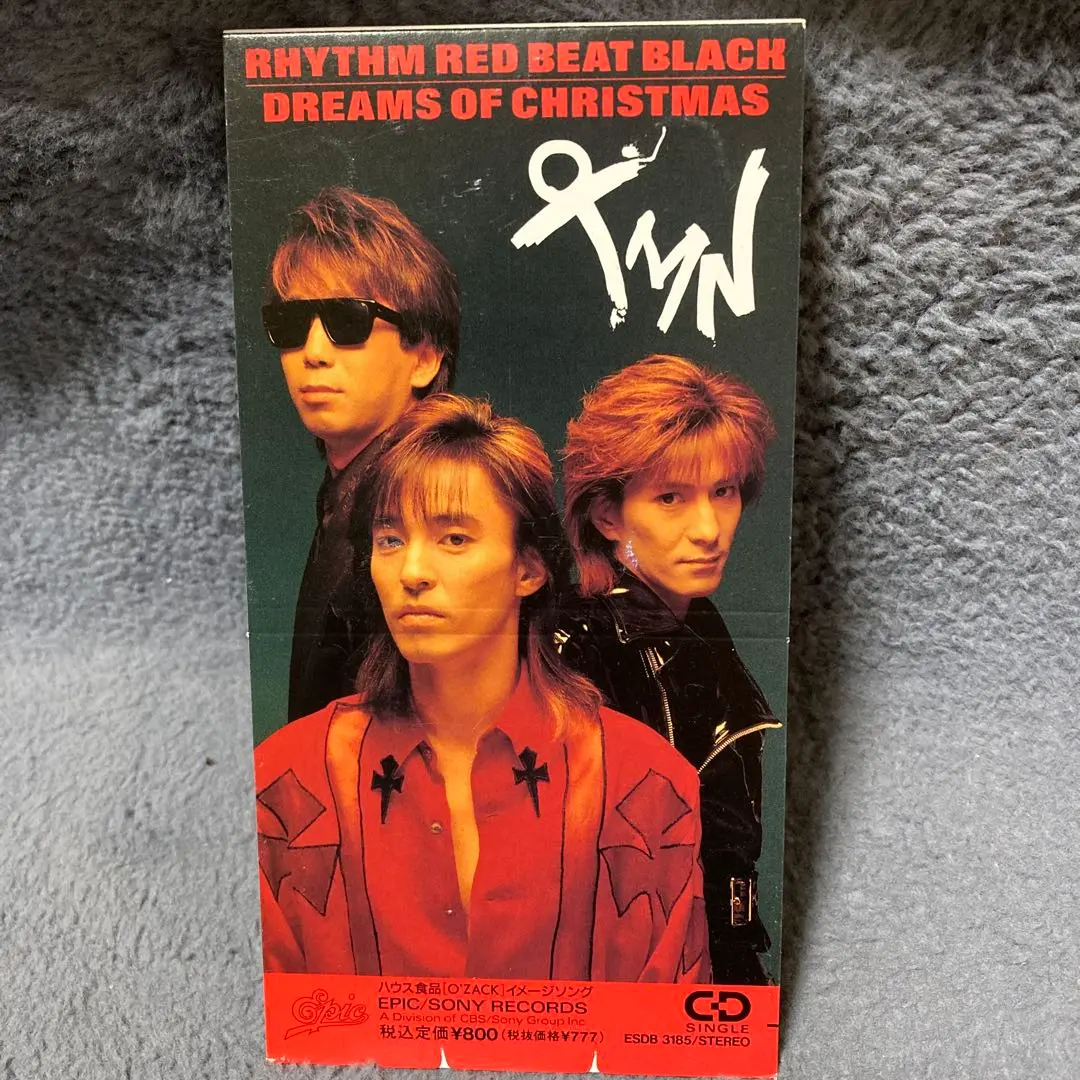 RHYTHM RED BEAT BLACK
DREAMS OF CHRISTMAS
TMN
ハウス食品[O'ZACK]イメージソング
Epic
EPIC/SONY RECORDS
A Division of CBS/Sony Group Inc.
税込定価¥800(税抜価格¥777)
CD
SINGLE
ESDB 3185/STEREO